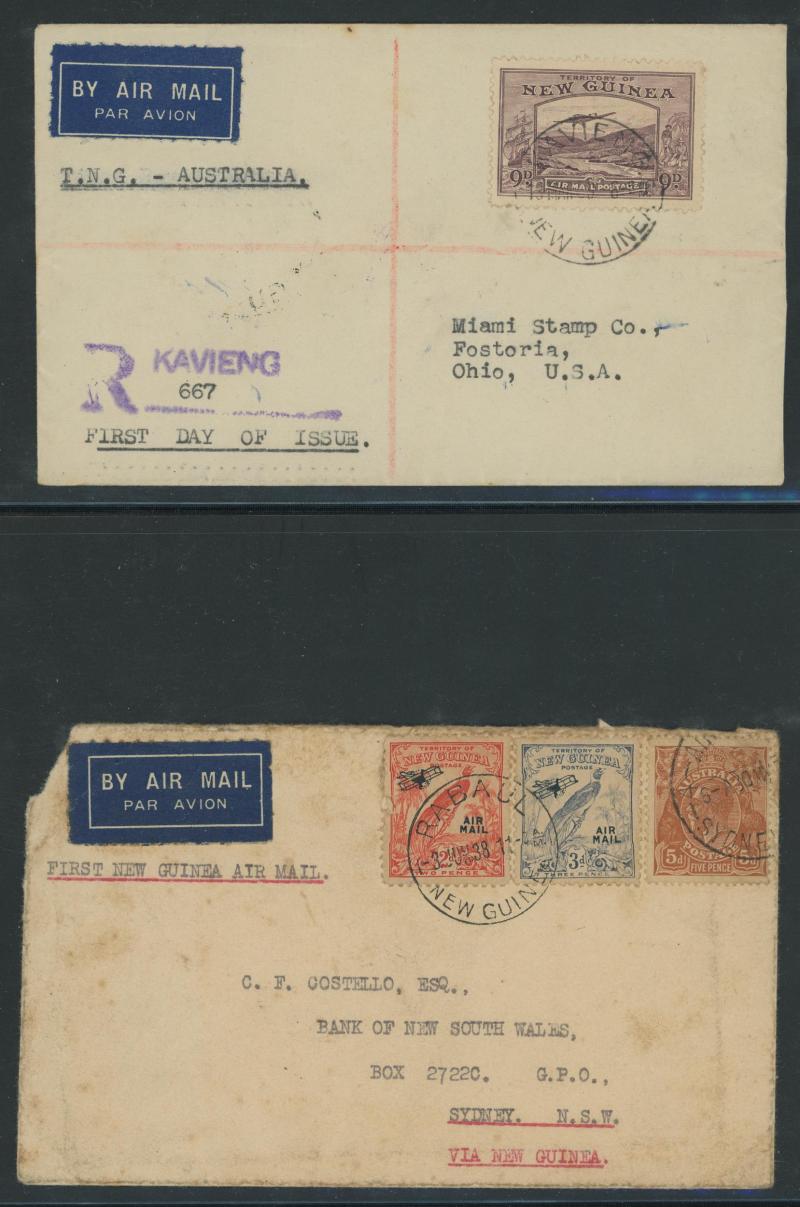 BY AIR MAIL
PAR AVION
T.N.G. - AUSTRALIA.
TERRITORY OF
NEW GUINEA
9D. 9D.
AIR MAIL POSTAGE
NEW GUINEA
Miami Stamp Co.,
Fostoria,
Ohio, U.S.A.
R KAVIENG
667
FIRST DAY OF ISSUE.
BY AIR MAIL
PAR AVION
FIRST NEW GUINEA AIR MAIL.
TERRITORY OF
NEW GUINEA
POSTAGE
AIR
MAIL
TWO PENCE
TERRITORY OF
NEW GUINEA
POSTAGE
AIR
MAIL
3d
THREE PENCE
RABAUL
NEW GUINEA
5d
POSTAGE
FIVE PENCE
SYDNEY
C. F. COSTELLO, ESQ.,
BANK OF NEW SOUTH WALES,
BOX 2722C. G.P.O.,
SYDNEY. N.S.W.
VIA NEW GUINEA.